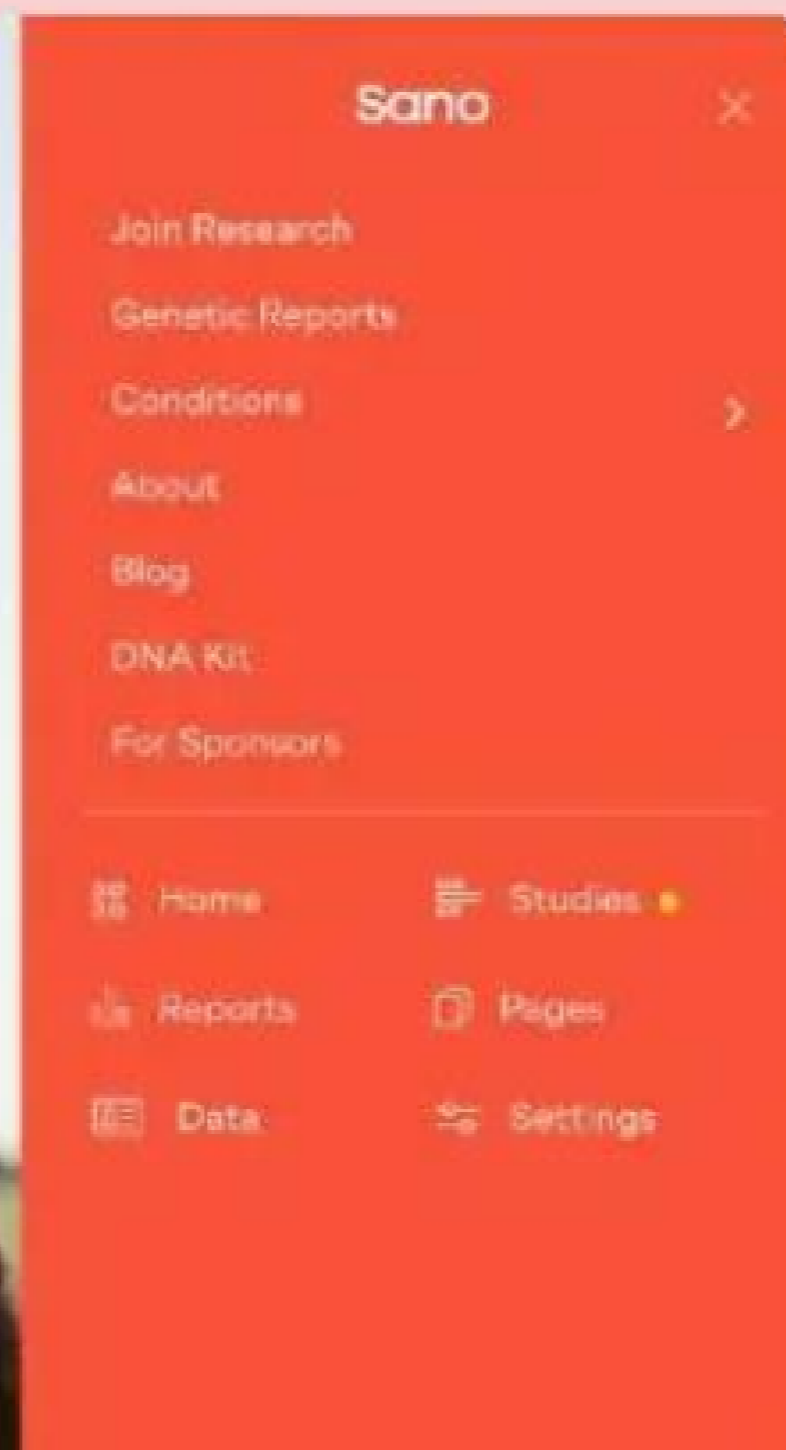 Sano
Join Research
Genetic Reports
Conditions
About
Blog
DNA Kit
For Sponsors
Home
Studies
Reports
Pages
Data
Settings